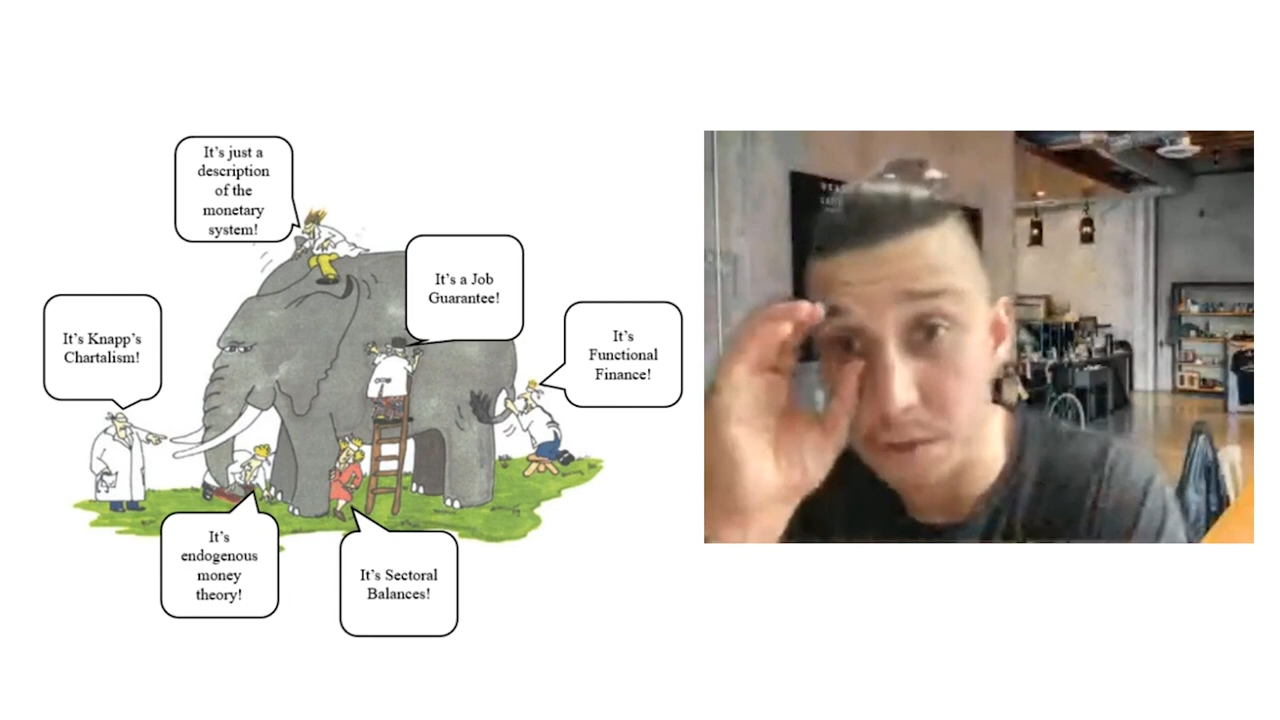 It's just a
description
of the
monetary
system!
It's a Job
Guarantee!
It's Knapp's
Chartalism!
It's
Functional
Finance!
It's
endogenous
money
theory!
It's Sectoral
Balances!